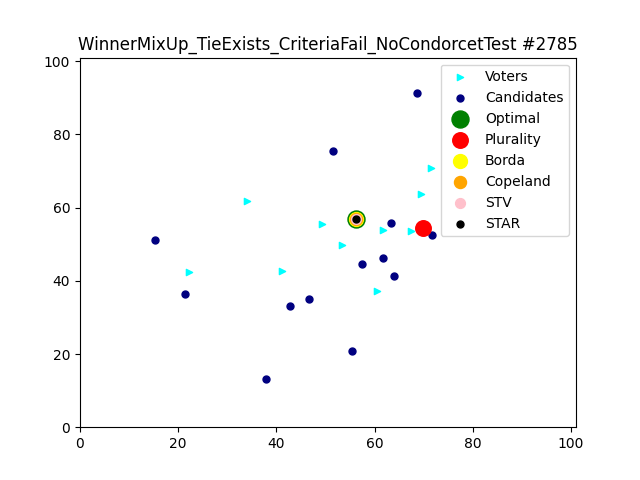 WinnerMixUp_TieExists_CriteriaFail_NoCondorcetTest #2785
100
80
60
40
20
0
0 20 40 60 80 100
Voters
Candidates
Optimal
Plurality
Borda
Copeland
STV
STAR